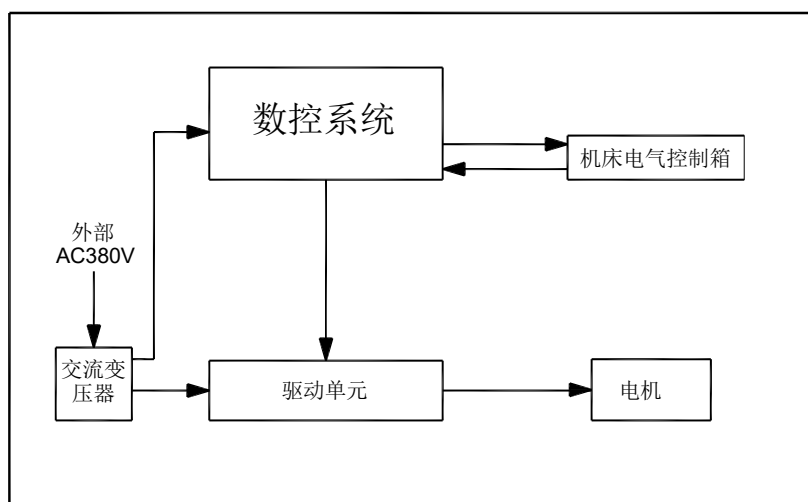 数控系统
机床电气控制箱
外部
AC380V
交流变
压器
驱动单元
电机